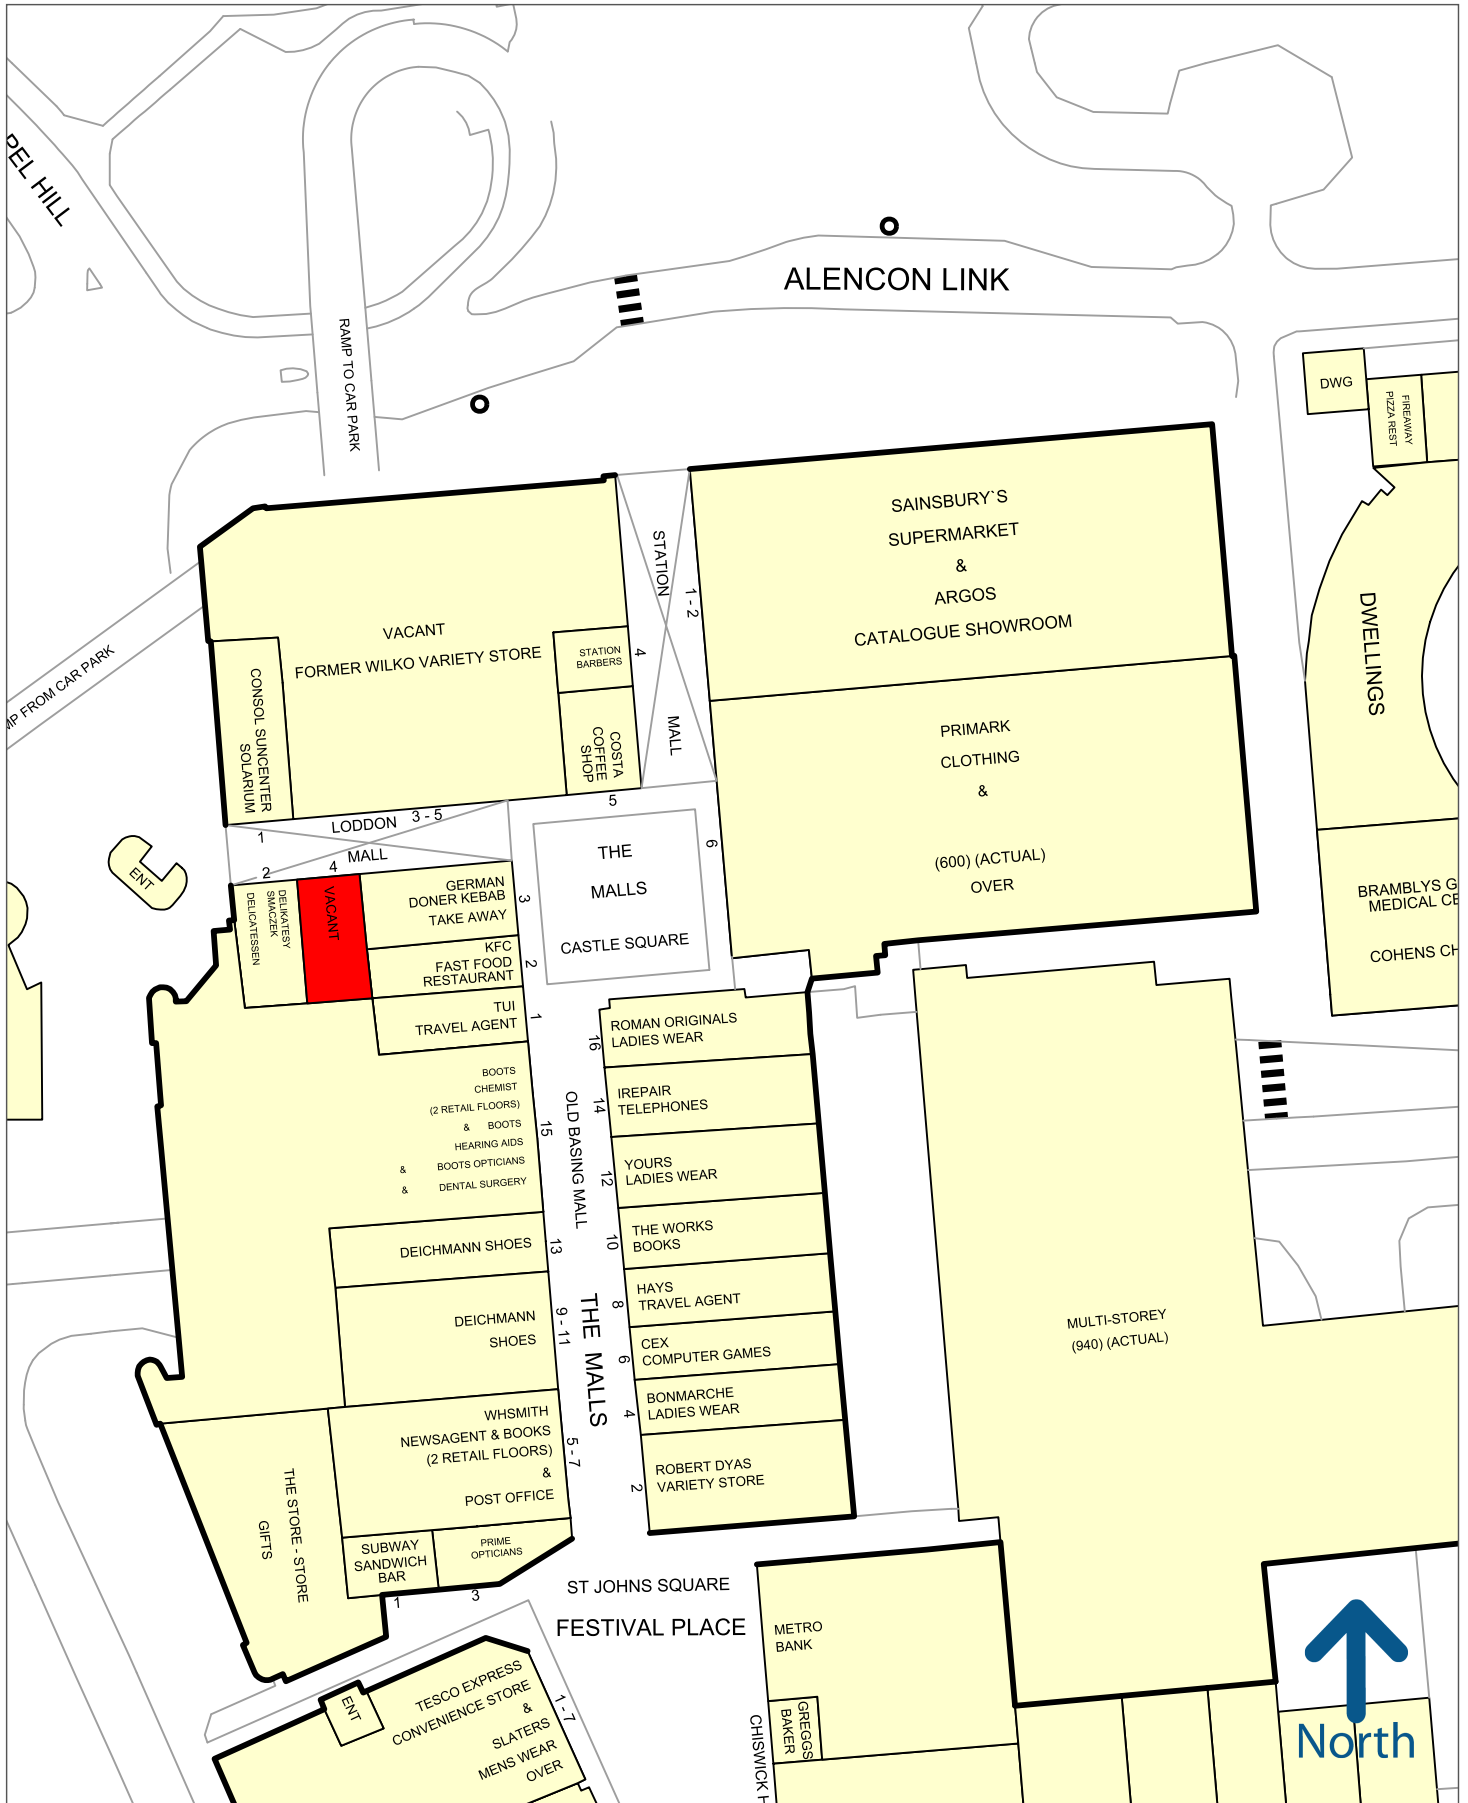 PEL HILL
ALENCON LINK
RAMP TO CAR PARK
DWG
FIREAWAY
PIZZA REST
SAINSBURY`S
SUPERMARKET
&
ARGOS
CATALOGUE SHOWROOM
STATION
MALL
1 - 2
VACANT
FORMER WILKO VARIETY STORE
STATION
BARBERS
4
COSTA
COFFEE
SHOP
5
CONSOL SUNCENTER
SOLARIUM
MP FROM CAR PARK
DWELLINGS
PRIMARK
CLOTHING
&
(600) (ACTUAL)
OVER
6
1
LODDON
3 - 5
MALL
2
4
ENT
THE
MALLS
CASTLE SQUARE
DELIKATESY
SMACZEK
DELICATESSEN
VACANT
GERMAN
DONER KEBAB
TAKE AWAY
3
KFC
FAST FOOD
RESTAURANT
2
TUI
TRAVEL AGENT
1
BRAMBLYS G
MEDICAL CE
COHENS CH
BOOTS
CHEMIST
(2 RETAIL FLOORS)
& BOOTS
HEARING AIDS
& BOOTS OPTICIANS
& DENTAL SURGERY
15
OLD BASING MALL
16
ROMAN ORIGINALS
LADIES WEAR
14
IREPAIR
TELEPHONES
12
YOURS
LADIES WEAR
10
THE WORKS
BOOKS
8
HAYS
TRAVEL AGENT
6
CEX
COMPUTER GAMES
4
BONMARCHE
LADIES WEAR
2
ROBERT DYAS
VARIETY STORE
DEICHMANN SHOES
13
DEICHMANN
SHOES
9 - 11
THE MALLS
MULTI-STOREY
(940) (ACTUAL)
WHSMITH
NEWSAGENT & BOOKS
(2 RETAIL FLOORS)
&
POST OFFICE
5 - 7
THE STORE - STORE
GIFTS
SUBWAY
SANDWICH
BAR
1
PRIME
OPTICIANS
3
ST JOHNS SQUARE
FESTIVAL PLACE
METRO
BANK
GREGGS
BAKER
CHISWICK H
ENT
TESCO EXPRESS
CONVENIENCE STORE
&
SLATERS
MENS WEAR
OVER
1 - 7
North